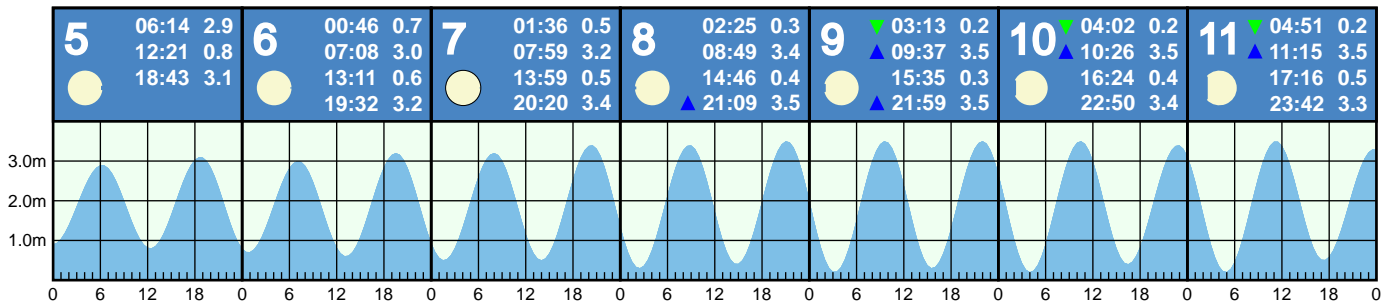 5
06:14 2.9
12:21 0.8
18:43 3.1
6
00:46 0.7
07:08 3.0
13:11 0.6
19:32 3.2
7
01:36 0.5
07:59 3.2
13:59 0.5
20:20 3.4
8
02:25 0.3
08:49 3.4
14:46 0.4
▲ 21:09 3.5
9
▼ 03:13 0.2
▲ 09:37 3.5
15:35 0.3
▲ 21:59 3.5
10
▼ 04:02 0.2
▲ 10:26 3.5
16:24 0.4
22:50 3.4
11
▼ 04:51 0.2
▲ 11:15 3.5
17:16 0.5
23:42 3.3
3.0m
2.0m
1.0m
0 6 12 18 0 6 12 18 0 6 12 18 0 6 12 18 0 6 12 18 0 6 12 18 0 6 12 18 0